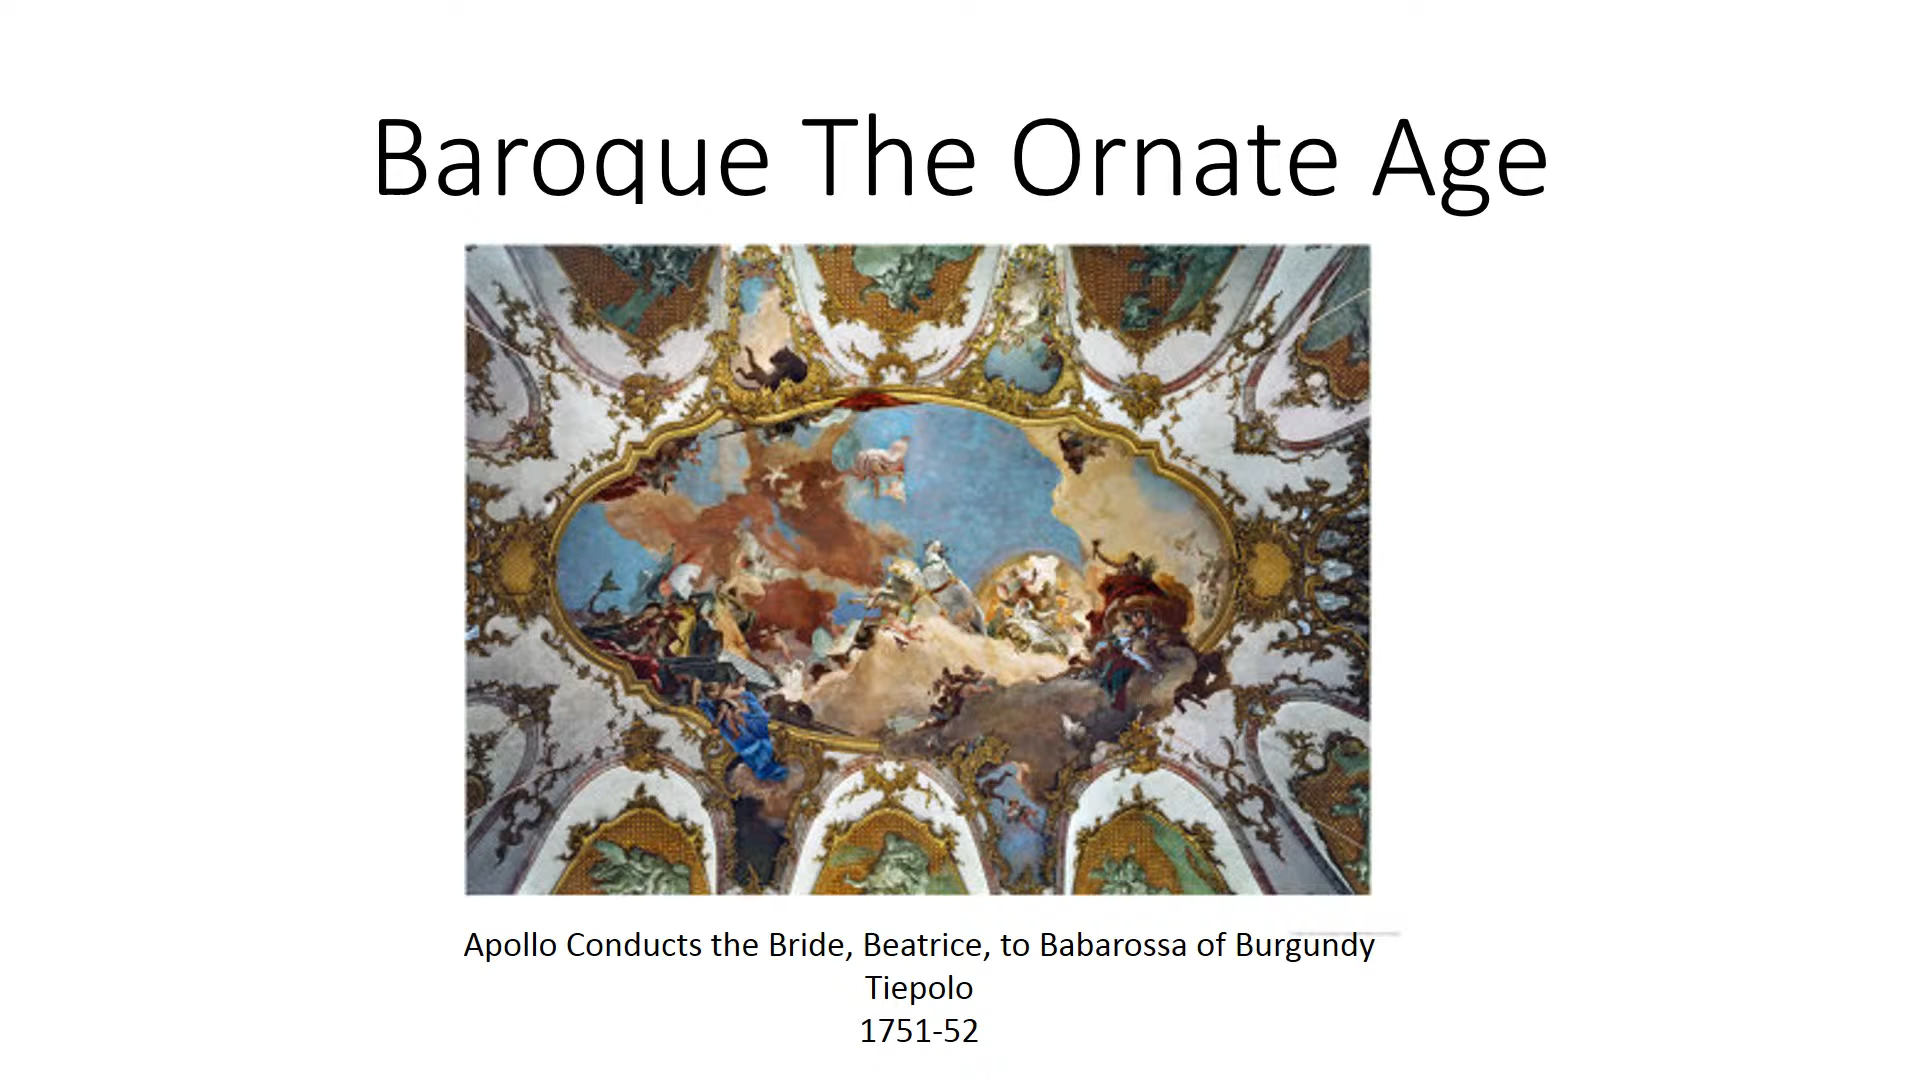 Baroque The Ornate Age
Apollo Conducts the Bride, Beatrice, to Babarossa of Burgundy
Tiepolo
1751-52